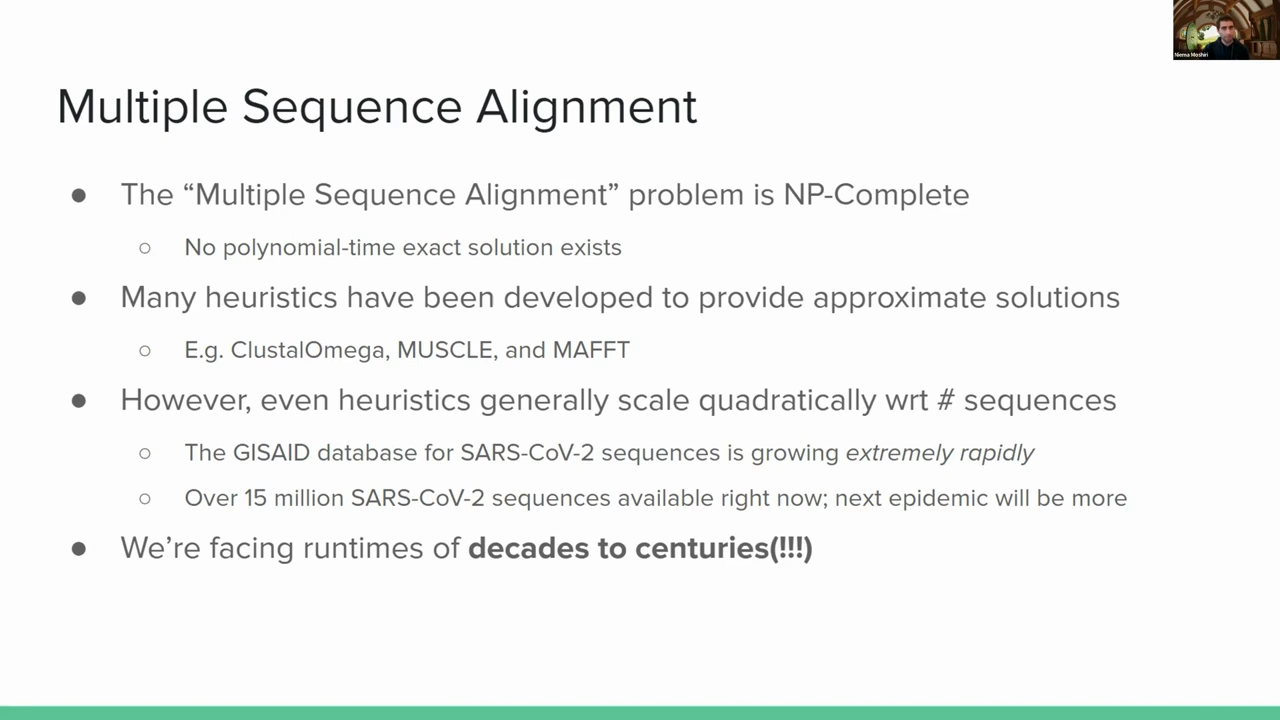 Niema Moshiri
Multiple Sequence Alignment
● The “Multiple Sequence Alignment” problem is NP-Complete
○ No polynomial-time exact solution exists
● Many heuristics have been developed to provide approximate solutions
○ E.g. ClustalOmega, MUSCLE, and MAFFT
● However, even heuristics generally scale quadratically wrt # sequences
○ The GISAID database for SARS-CoV-2 sequences is growing extremely rapidly
○ Over 15 million SARS-CoV-2 sequences available right now; next epidemic will be more
● We’re facing runtimes of decades to centuries(!!!)